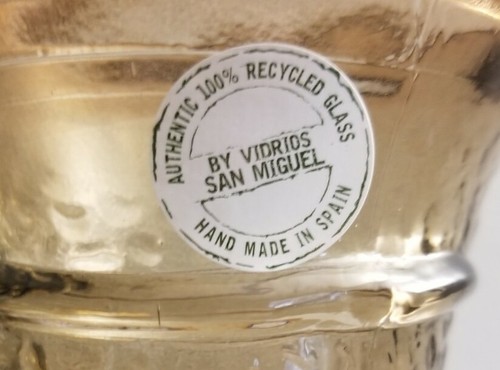 AUTHENTIC 100% RECYCLED GLASS
BY VIDRIOS
SAN MIGUEL
HAND MADE IN SPAIN